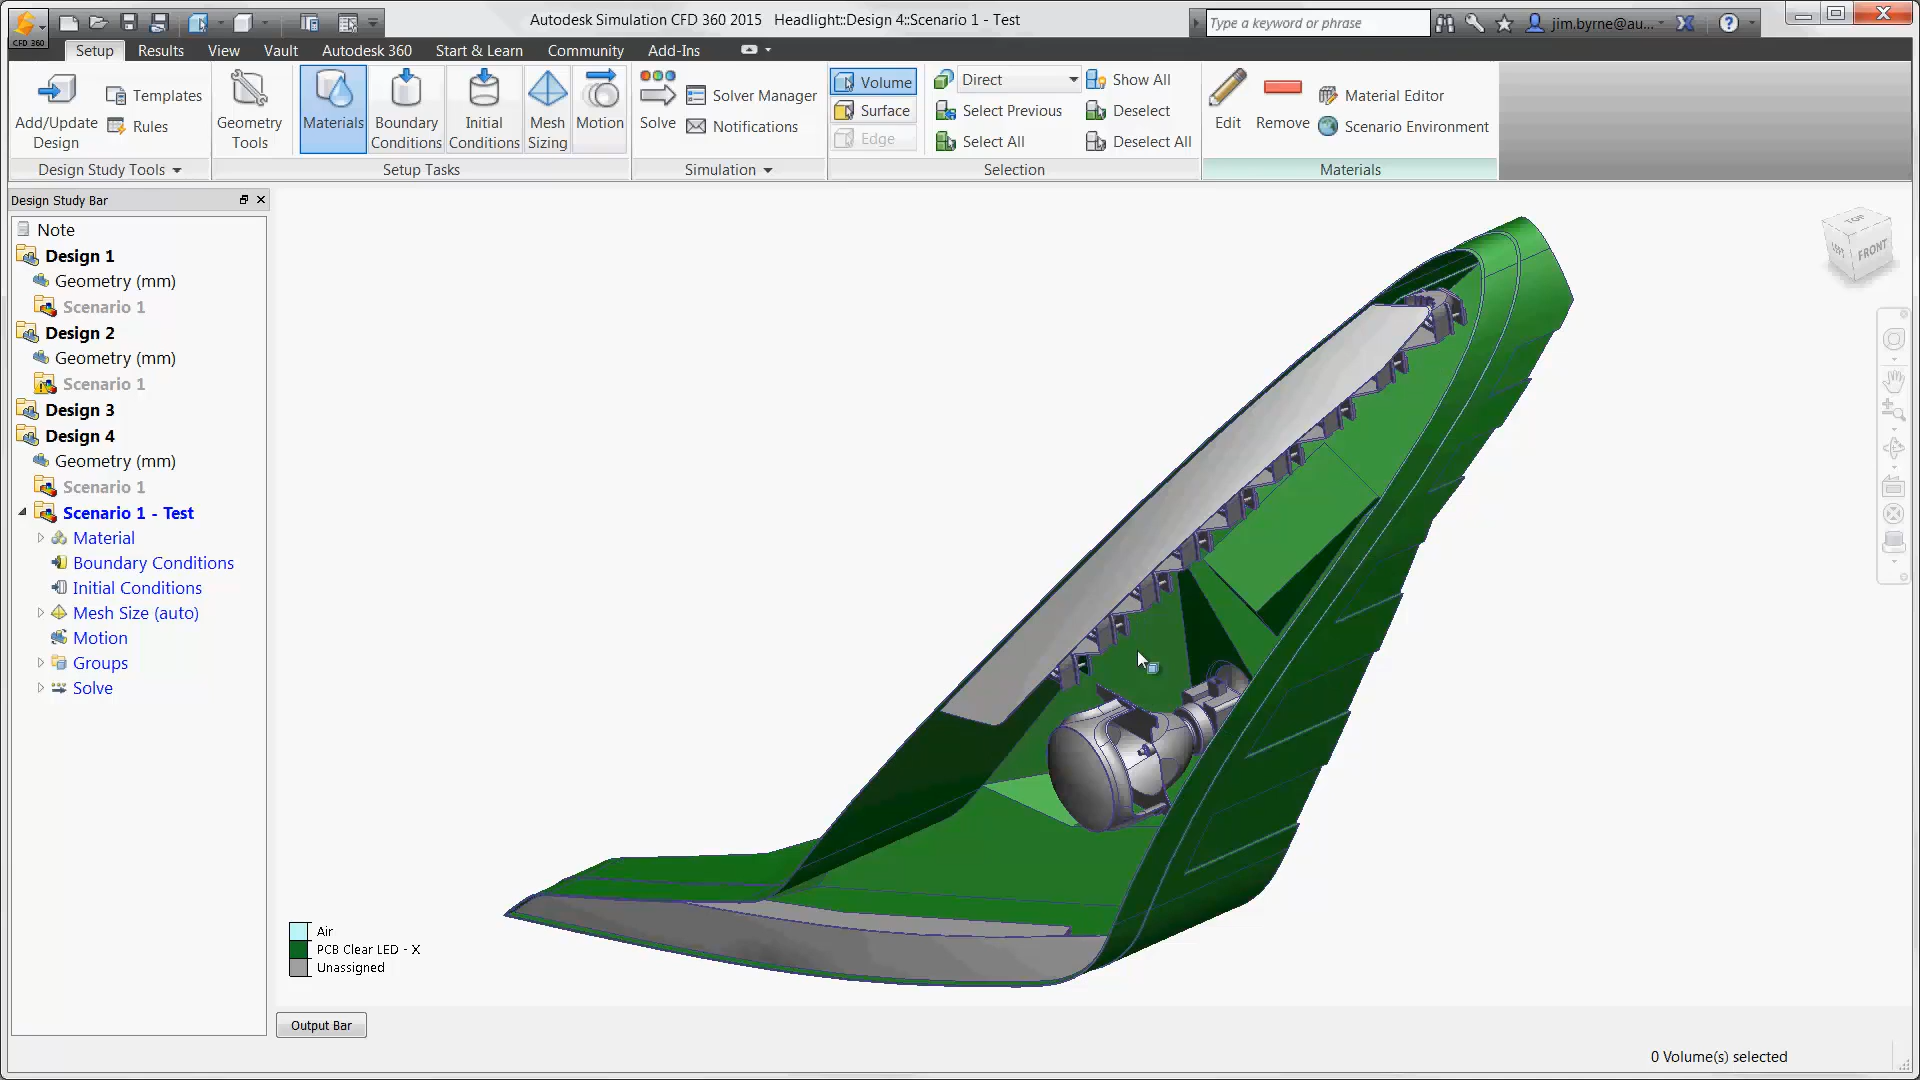 Autodesk Simulation CFD 360 2015 Headlight::Design 4::Scenario 1 - Test
Type a keyword or phrase
jim.byrne@au...
CFD 360
Setup Results View Vault Autodesk 360 Start & Learn Community Add-Ins
Add/Update Design
Templates
Rules
Design Study Tools
Geometry Tools
Materials
Boundary Conditions
Initial Conditions
Mesh Sizing
Motion
Setup Tasks
Solve
Solver Manager
Notifications
Simulation
Volume
Surface
Edge
Direct
Select Previous
Select All
Show All
Deselect
Deselect All
Selection
Edit
Remove
Material Editor
Scenario Environment
Materials
Design Study Bar
Note
Design 1
Geometry (mm)
Scenario 1
Design 2
Geometry (mm)
Scenario 1
Design 3
Design 4
Geometry (mm)
Scenario 1
Scenario 1 - Test
Material
Boundary Conditions
Initial Conditions
Mesh Size (auto)
Motion
Groups
Solve
TOP
LEFT
FRONT
Air
PCB Clear LED - X
Unassigned
Output Bar
0 Volume(s) selected